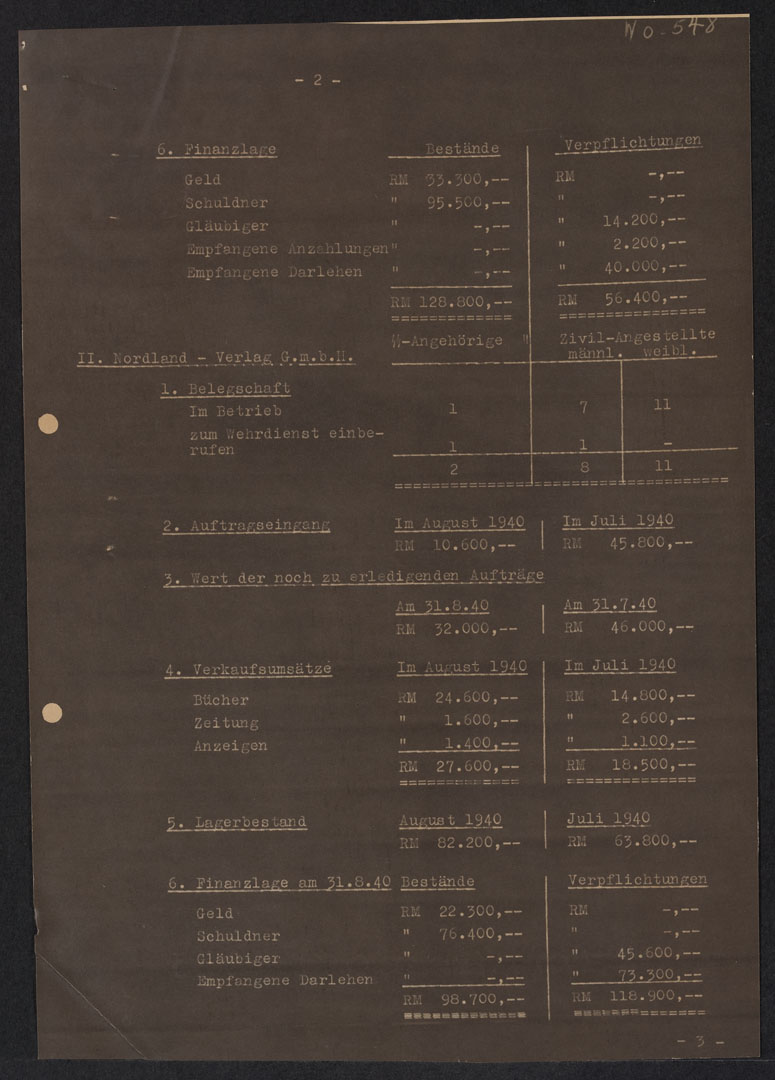 No-548
- 2 -
6. Finanzlage Bestände Verpflichtungen
Geld RM 33.300,-- RM -,--
Schuldner " 95.500,-- " -,--
Gläubiger " -,-- " 14.200,--
Empfangene Anzahlungen" -,-- " 2.200,--
Empfangene Darlehen " -,-- " 40.000,--
RM 128.800,-- RM 56.400,--
II. Nordland - Verlag G.m.b.H. ᛋᛋ-Angehörige " Zivil-Angestellte
männl. weibl.
1. Belegschaft
Im Betrieb 1 7 11
zum Wehrdienst einbe-
rufen 1 1 -
2 8 11
2. Auftragseingang Im August 1940 Im Juli 1940
RM 10.600,-- RM 45.800,--
3. Wert der noch zu erledigenden Aufträge
Am 31.8.40 Am 31.7.40
RM 32.000,-- RM 46.000,--
4. Verkaufsumsätze Im August 1940 Im Juli 1940
Bücher RM 24.600,-- RM 14.800,--
Zeitung " 1.600,-- " 2.600,--
Anzeigen " 1.400,-- " 1.100,--
RM 27.600,-- RM 18.500,--
5. Lagerbestand August 1940 Juli 1940
RM 82.200,-- RM 63.800,--
6. Finanzlage am 31.8.40 Bestände Verpflichtungen
Geld RM 22.300,-- RM -,--
Schuldner " 76.400,-- " -,--
Gläubiger " -,-- " 45.600,--
Empfangene Darlehen " -,-- " 73.300,--
RM 98.700,-- RM 118.900,--
- 3 -